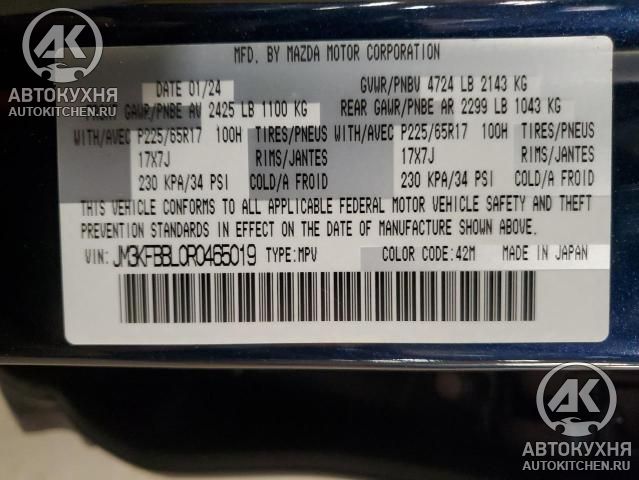 AK
АВТОКУХНЯ
AUTOKITCHEN.RU
MFD. BY MAZDA MOTOR CORPORATION
DATE 01/24 GVWR/PNBV 4724 LB 2143 KG
GAWR/PNBE AV 2425 LB 1100 KG REAR GAWR/PNBE AR 2299 LB 1043 KG
WITH/AVEC P225/65R17 100H TIRES/PNEUS WITH/AVEC P225/65R17 100H TIRES/PNEUS
17X7J RIMS/JANTES 17X7J RIMS/JANTES
230 KPA/34 PSI COLD/A FROID 230 KPA/34 PSI COLD/A FROID
THIS VEHICLE CONFORMS TO ALL APPLICABLE FEDERAL MOTOR VEHICLE SAFETY AND THEFT
PREVENTION STANDARDS IN EFFECT ON THE DATE OF MANUFACTURE SHOWN ABOVE.
VIN: JM3KFBBL0R0465019 TYPE:MPV COLOR CODE:42M MADE IN JAPAN
AK
АВТОКУХНЯ
AUTOKITCHEN.RU